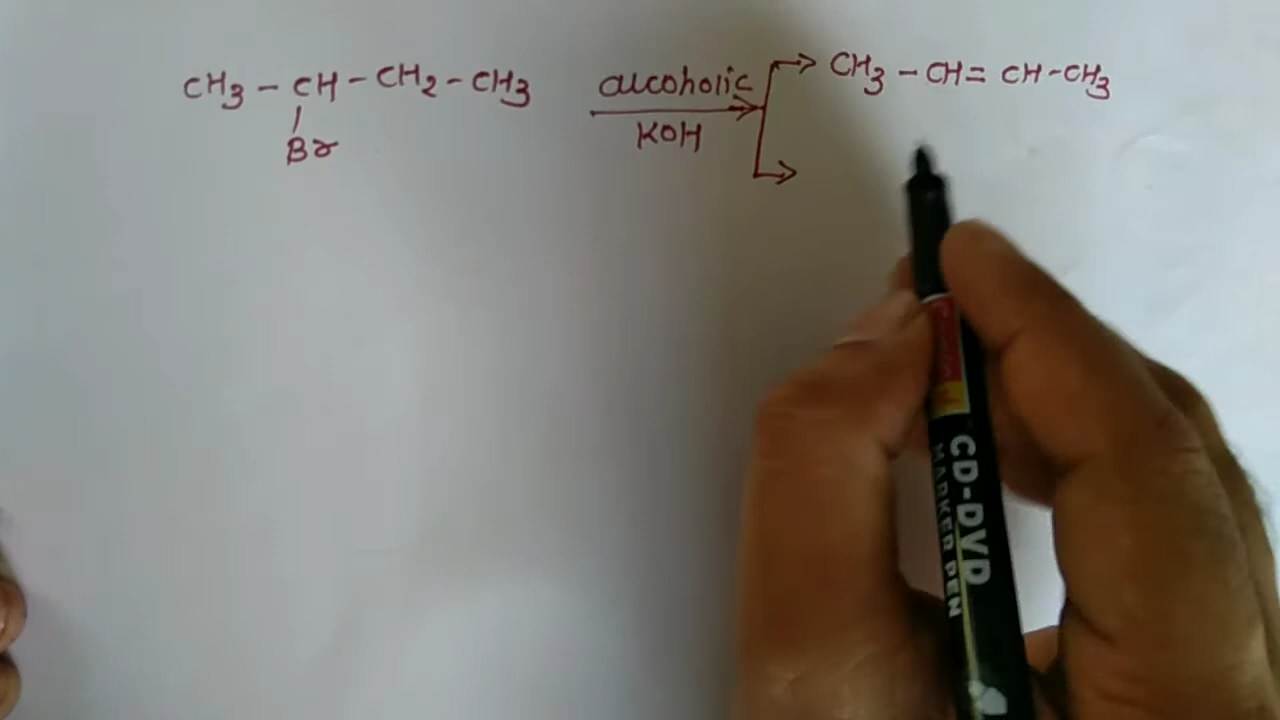 CH3 - CH - CH2 - CH3 alcoholic KOH CH3 - CH = CH - CH3
Br
CD-DVD
MARKER PEN